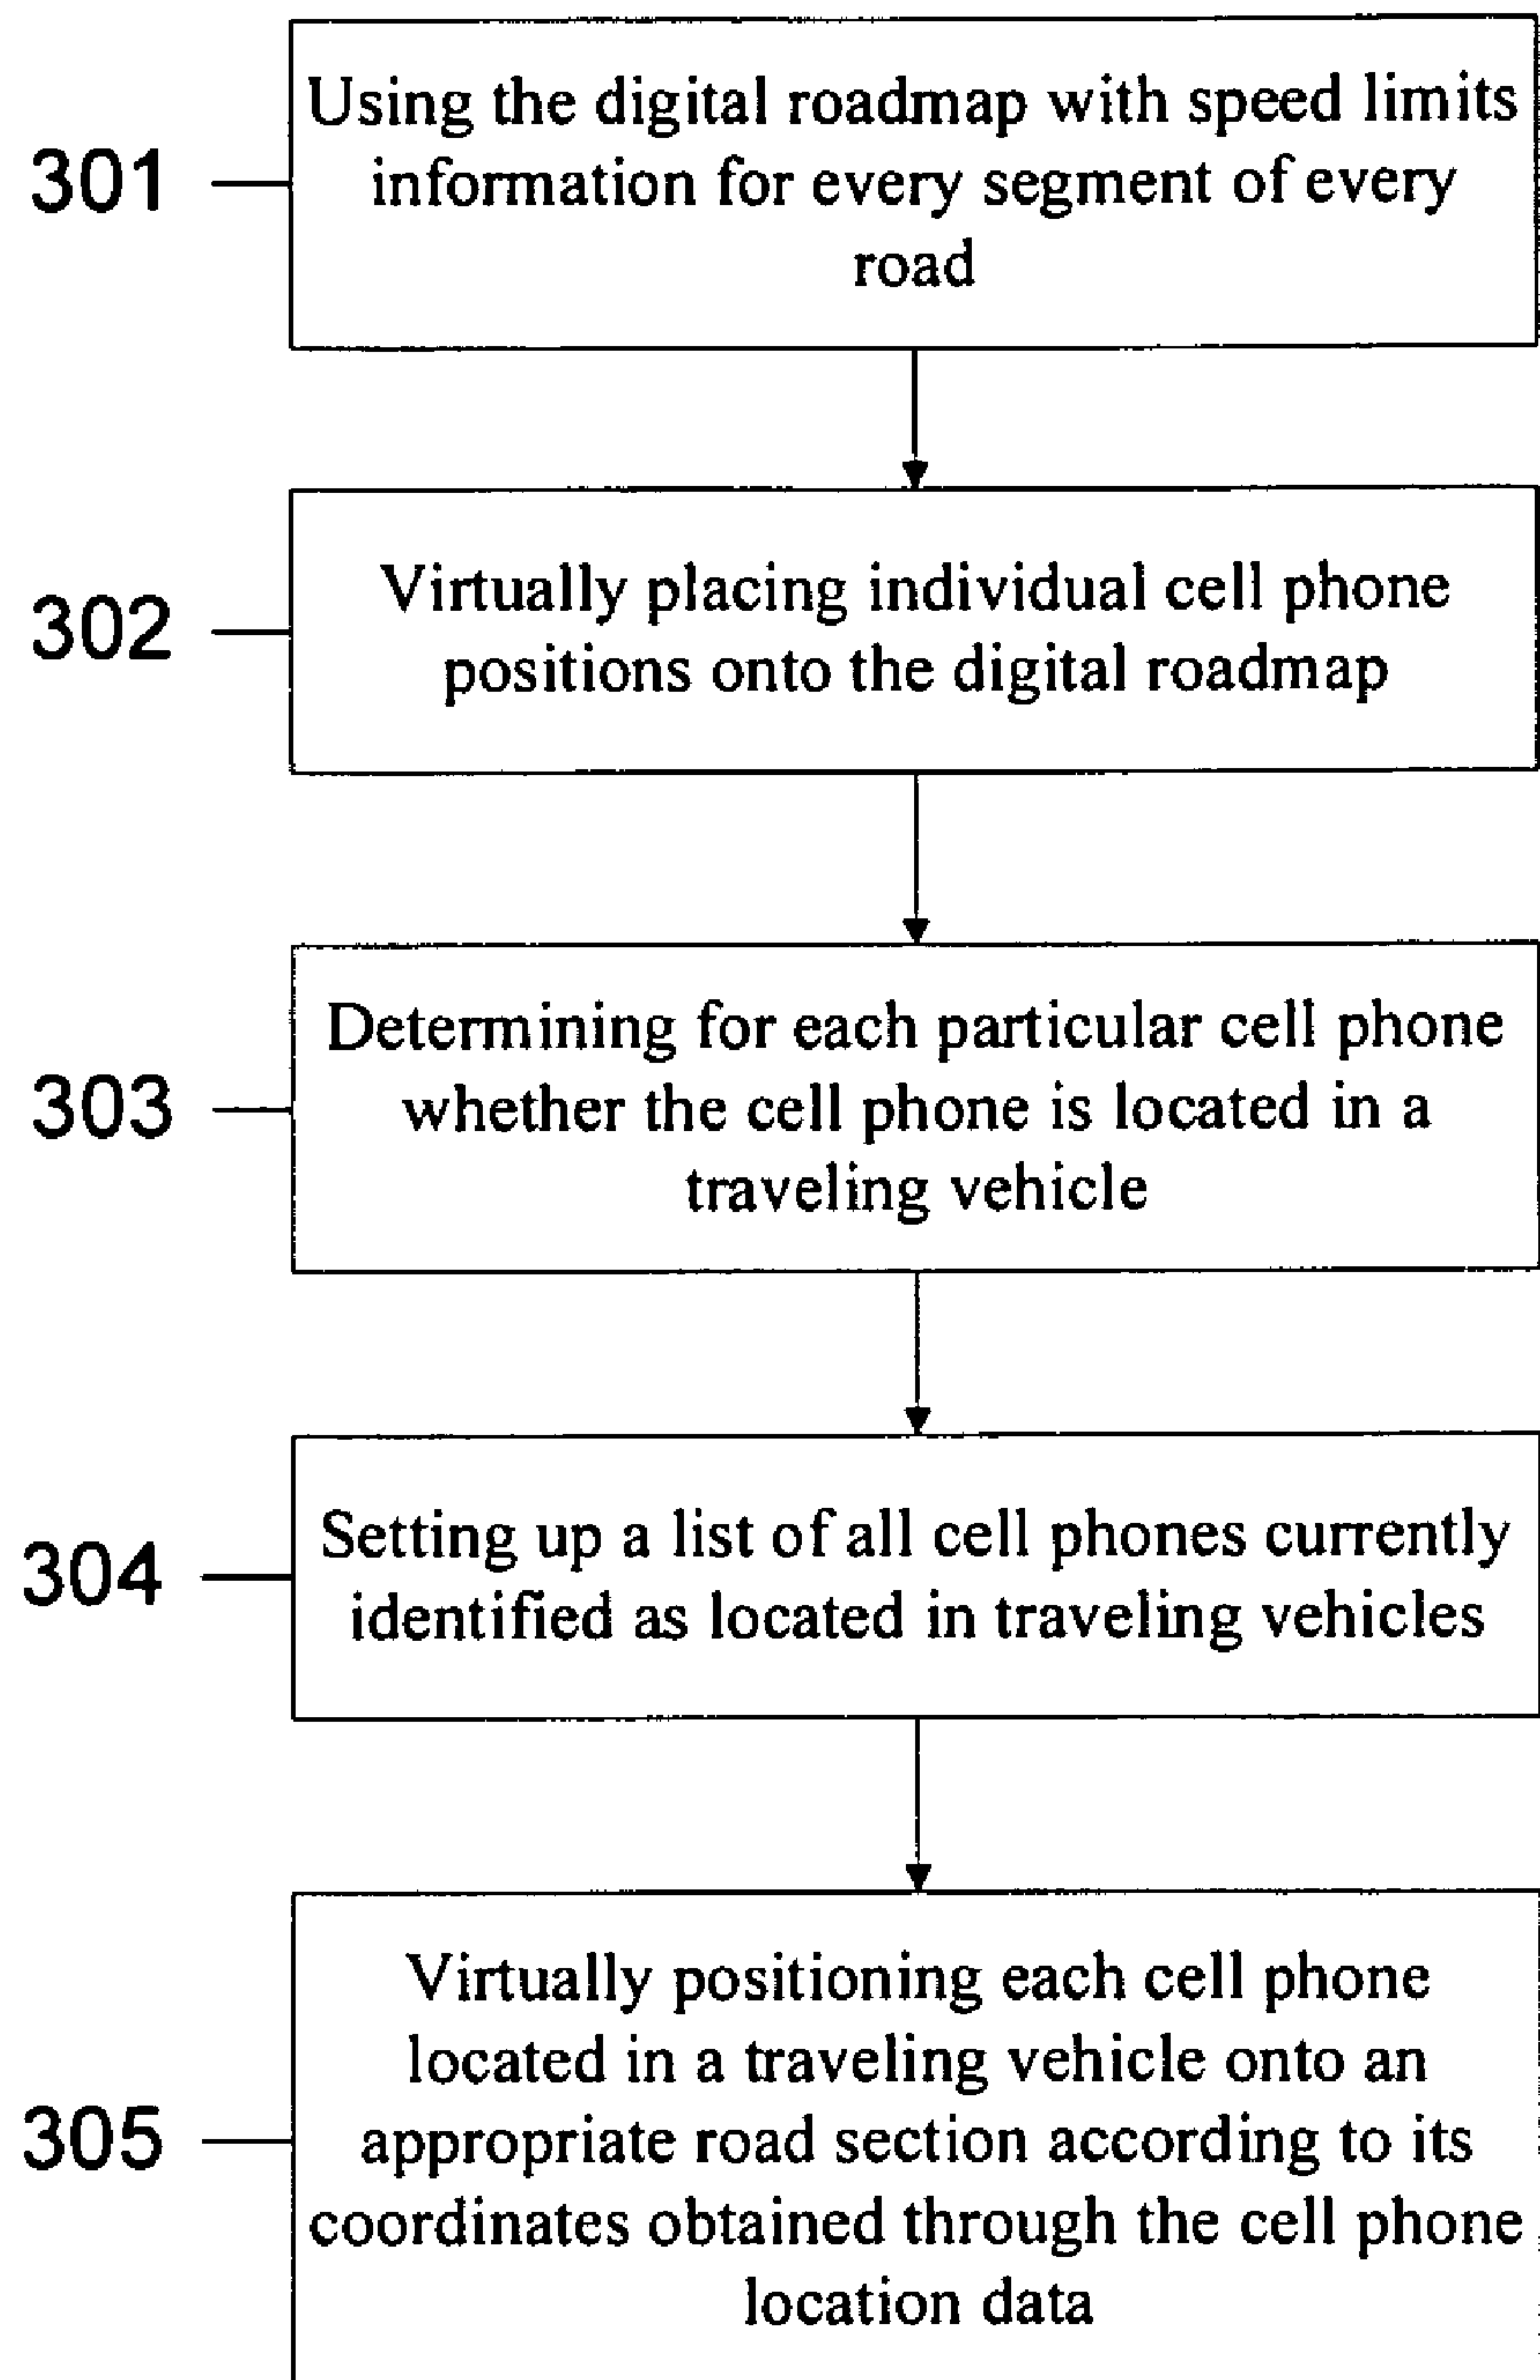 Using the digital roadmap with speed limits
301
information for every segment of every
road
Virtually placing individual cell phone
302
positions onto the digital roadmap
Determining for each particular cell phone
303
whether the cell phone is located in a
traveling vehicle
Setting up a list of all cell phones currently
304
identified as located in traveling vehicles
Virtually positioning each cell phone
located in a traveling vehicle onto an
305
appropriate road section according to its
coordinates obtained through the cell phone
location data